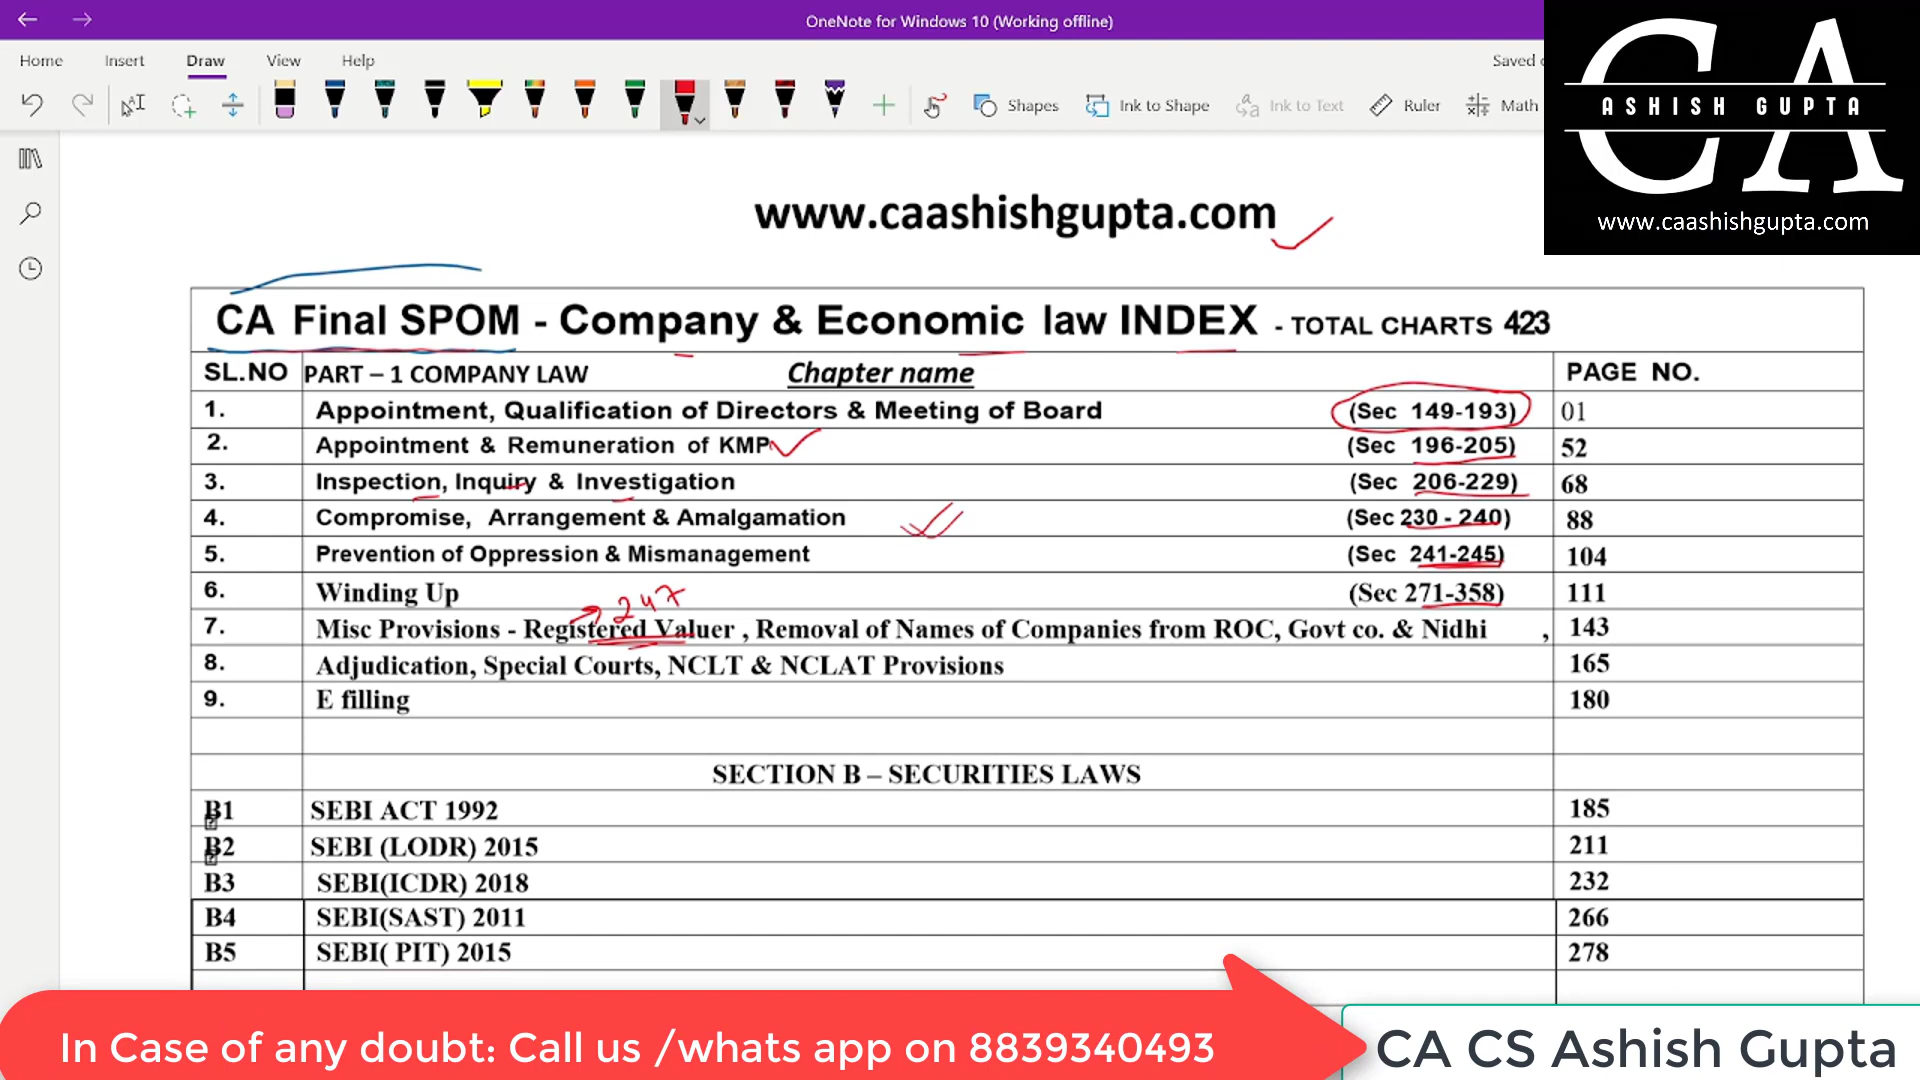 OneNote for Windows 10 (Working offline)
Home Insert Draw View Help Saved
Shapes Ink to Shape Ink to Text Ruler Math
CA
ASHISH GUPTA
www.caashishgupta.com
www.caashishgupta.com
CA Final SPOM - Company & Economic law INDEX - TOTAL CHARTS 423
SL.NO PART – 1 COMPANY LAW Chapter name PAGE NO.
1. Appointment, Qualification of Directors & Meeting of Board (Sec 149-193) 01
2. Appointment & Remuneration of KMP (Sec 196-205) 52
3. Inspection, Inquiry & Investigation (Sec 206-229) 68
4. Compromise, Arrangement & Amalgamation (Sec 230 - 240) 88
5. Prevention of Oppression & Mismanagement (Sec 241-245) 104
6. Winding Up (Sec 271-358) 111
247
7. Misc Provisions - Registered Valuer , Removal of Names of Companies from ROC, Govt co. & Nidhi , 143
8. Adjudication, Special Courts, NCLT & NCLAT Provisions 165
9. E filling 180
SECTION B – SECURITIES LAWS
B1 SEBI ACT 1992 185
B2 SEBI (LODR) 2015 211
B3 SEBI(ICDR) 2018 232
B4 SEBI(SAST) 2011 266
B5 SEBI( PIT) 2015 278
In Case of any doubt: Call us /whats app on 8839340493
CA CS Ashish Gupta